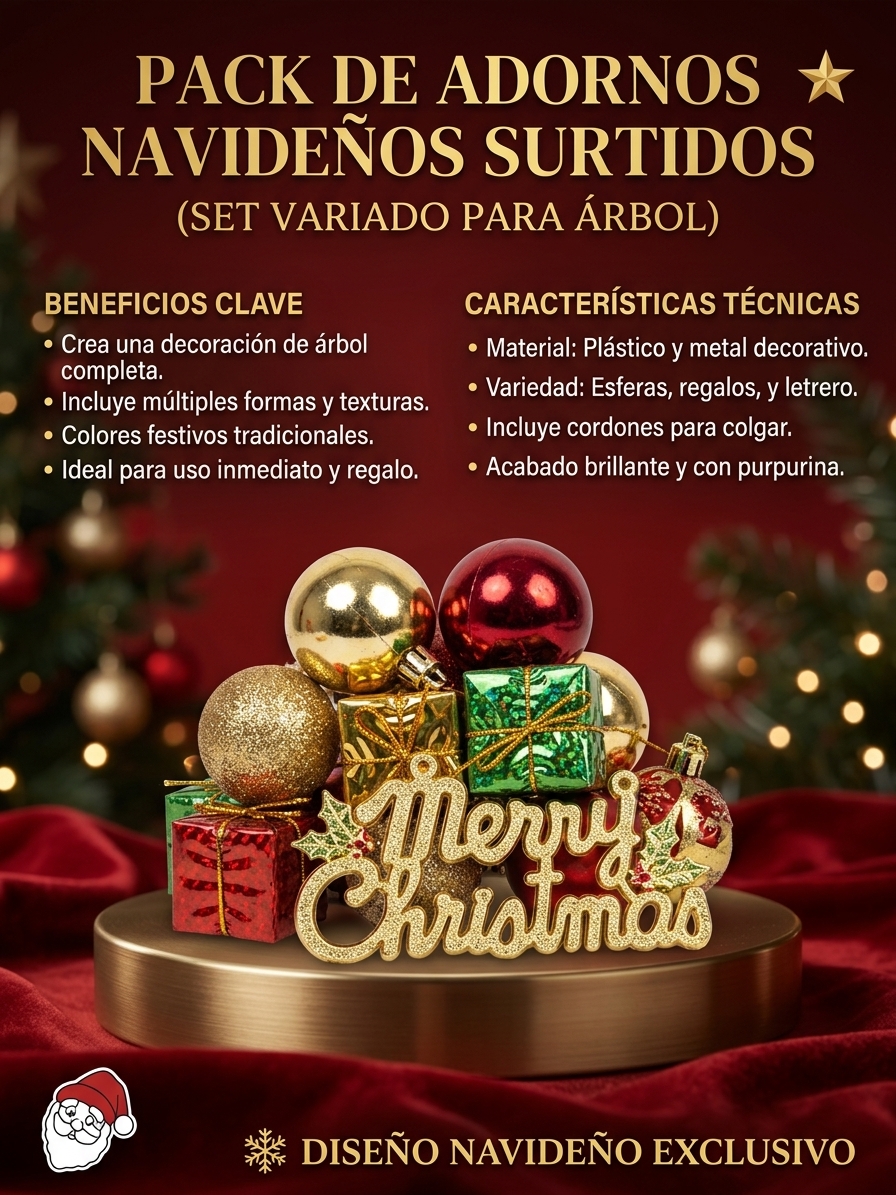 PACK DE ADORNOS
NAVIDEÑOS SURTIDOS
(SET VARIADO PARA ÁRBOL)
BENEFICIOS CLAVE
• Crea una decoración de árbol
completa.
• Incluye múltiples formas y texturas.
• Colores festivos tradicionales.
• Ideal para uso inmediato y regalo.
CARACTERÍSTICAS TÉCNICAS
• Material: Plástico y metal decorativo.
• Variedad: Esferas, regalos, y letrero.
• Incluye cordones para colgar.
• Acabado brillante y con purpurina.
Merry
Christmas
DISEÑO NAVIDEÑO EXCLUSIVO